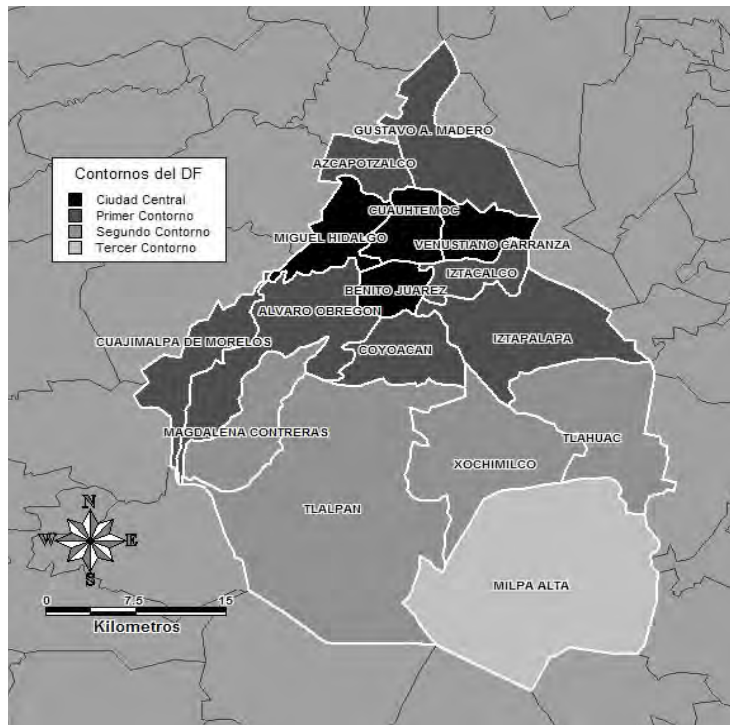 GUSTAVO A. MADERO
AZCAPOTZALCO
Contornos del DF
Ciudad Central
Primer Contorno
Segundo Contorno
Tercer Contorno
CUAUHTEMOC
MIGUEL HIDALGO
VENUSTIANO CARRANZA
IZTACALCO
BENITO JUAREZ
ALVARO OBREGON
CUAJIMALPA DE MORELOS
IZTAPALAPA
COYOACAN
MAGDALENA CONTRERAS
TLAHUAC
XOCHIMILCO
TLALPAN
N
W E
S
MILPA ALTA
0 7.5 15
Kilometros